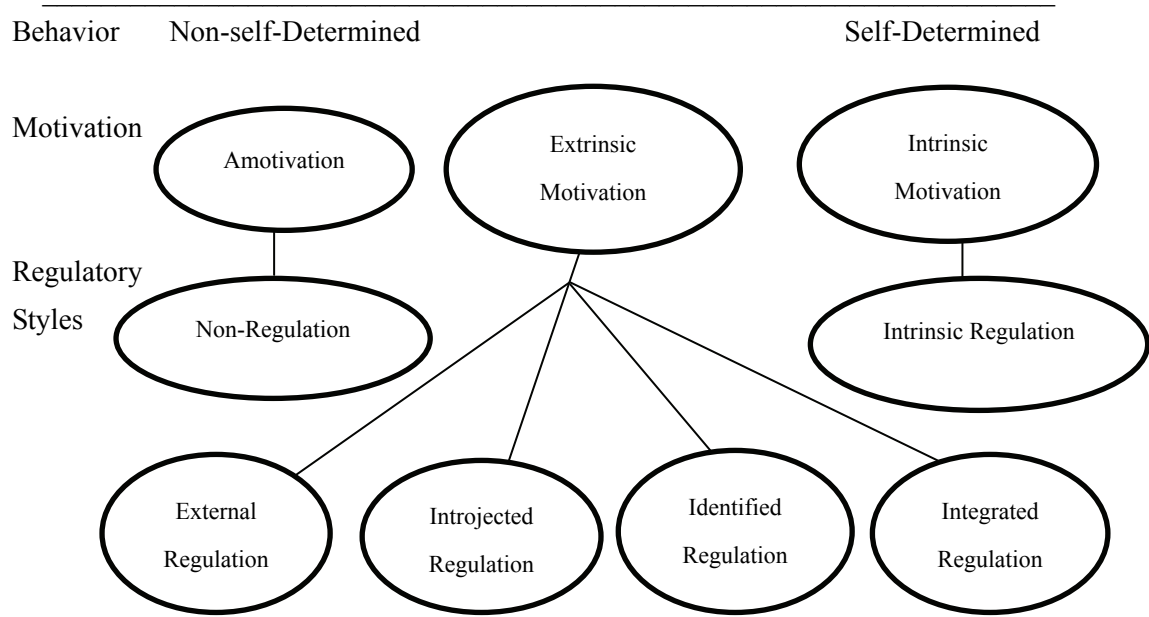 Behavior Non-self-Determined Self-Determined
Motivation
Amotivation
Extrinsic
Motivation
Intrinsic
Motivation
Regulatory
Styles
Non-Regulation
Intrinsic Regulation
External
Regulation
Introjected
Regulation
Identified
Regulation
Integrated
Regulation